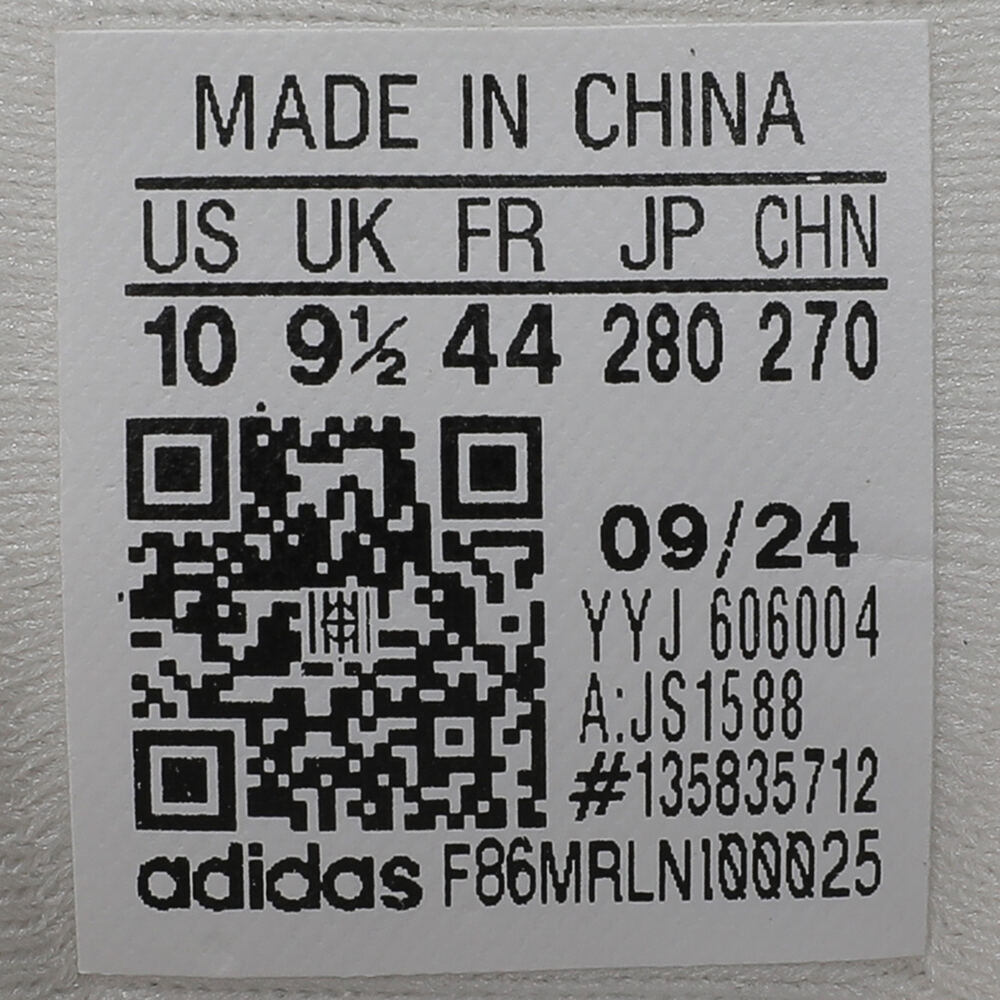 MADE IN CHINA
US UK FR JP CHN
10 9½ 44 280 270
09/24
YYJ 606004
A:JS1588
#135835712
adidas F86MRLN100025